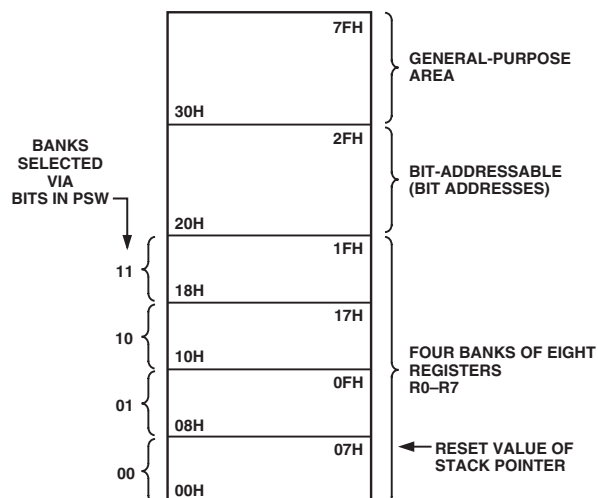 7FH
GENERAL-PURPOSE
AREA
30H
BANKS
SELECTED
VIA
BITS IN PSW
2FH
BIT-ADDRESSABLE
(BIT ADDRESSES)
20H
11
1FH
18H
10
17H
10H
FOUR BANKS OF EIGHT
REGISTERS
R0–R7
01
0FH
08H
00
07H
00H
RESET VALUE OF
STACK POINTER